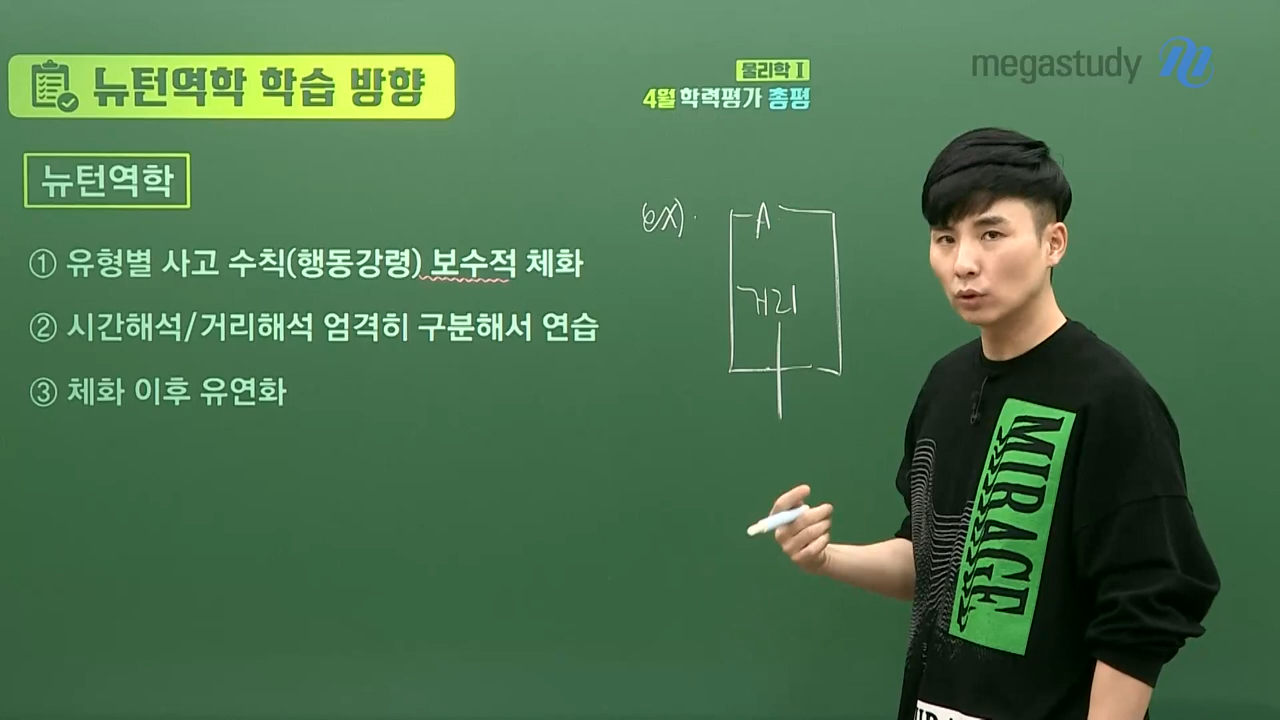 뉴턴역학 학습 방향
물리학 I
4월 학력평가 총평
megastudy
뉴턴역학
① 유형별 사고 수칙(행동강령) 보수적 체화
② 시간해석/거리해석 엄격히 구분해서 연습
③ 체화 이후 유연화
ex).
A
거리
MIRAGE